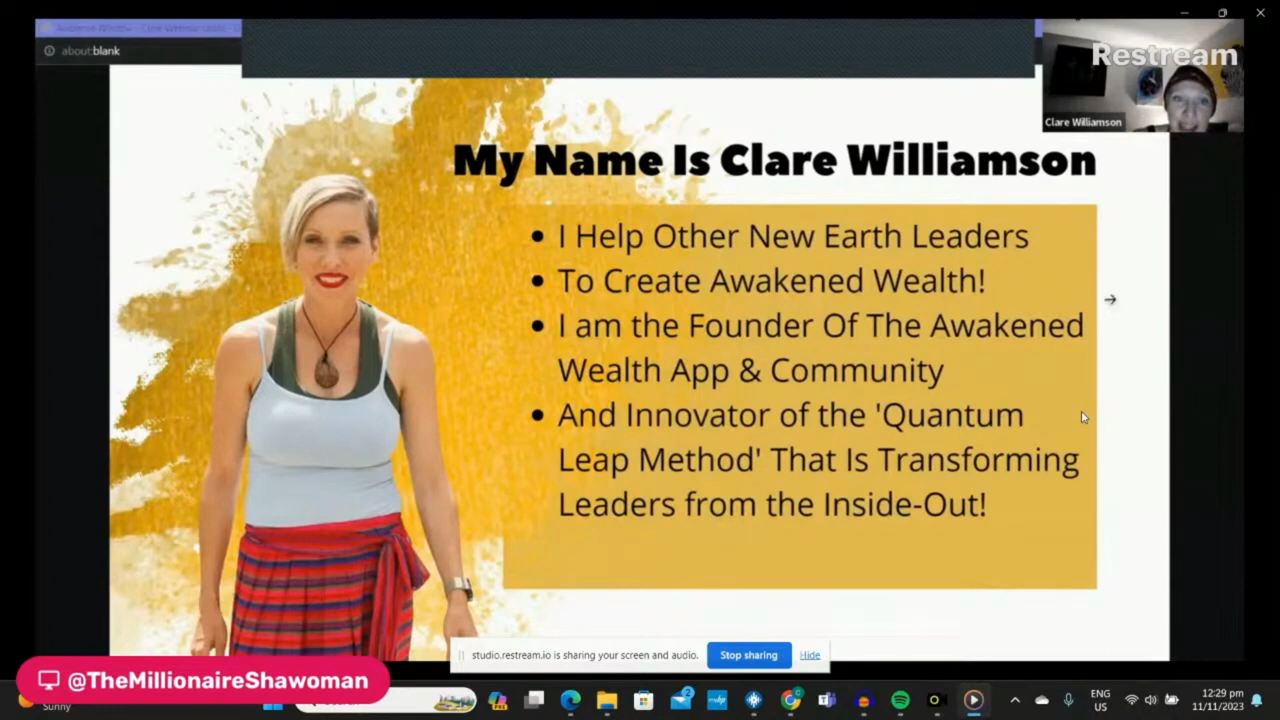 about:blank
Restream
Clare Williamson
My Name Is Clare Williamson
• I Help Other New Earth Leaders
• To Create Awakened Wealth!
• I am the Founder Of The Awakened
Wealth App & Community
• And Innovator of the 'Quantum
Leap Method' That Is Transforming
Leaders from the Inside-Out!
studio.restream.io is sharing your screen and audio.
Stop sharing
Hide
@TheMillionaireShawoman
Sunny
ENG
US
12:29 pm
11/11/2023